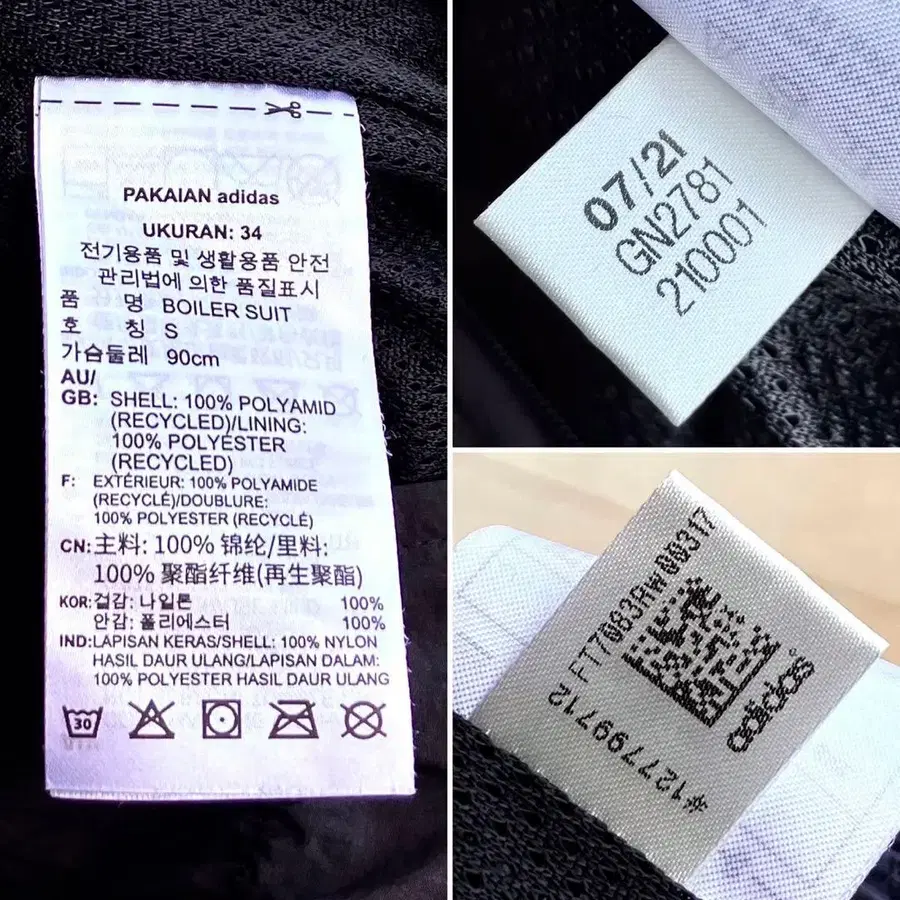 PAKAIAN adidas
UKURAN: 34
전기용품 및 생활용품 안전
관리법에 의한 품질표시
품 명 BOILER SUIT
호 칭 S
가슴둘레 90cm
AU/
GB: SHELL: 100% POLYAMID
(RECYCLED)/LINING:
100% POLYESTER
(RECYCLED)
F: EXTÉRIEUR: 100% POLYAMIDE
(RECYCLÉ)/DOUBLURE:
100% POLYESTER (RECYCLÉ)
CN: 主料: 100% 锦纶/里料:
100% 聚酯纤维(再生聚酯)
KOR: 겉감: 나일론 100%
안감: 폴리에스터 100%
IND: LAPISAN KERAS/SHELL: 100% NYLON
HASIL DAUR ULANG/LAPISAN DALAM:
100% POLYESTER HASIL DAUR ULANG
30
07/21
GN2781
210001
FT7083RW 00317
adidas
*127799712